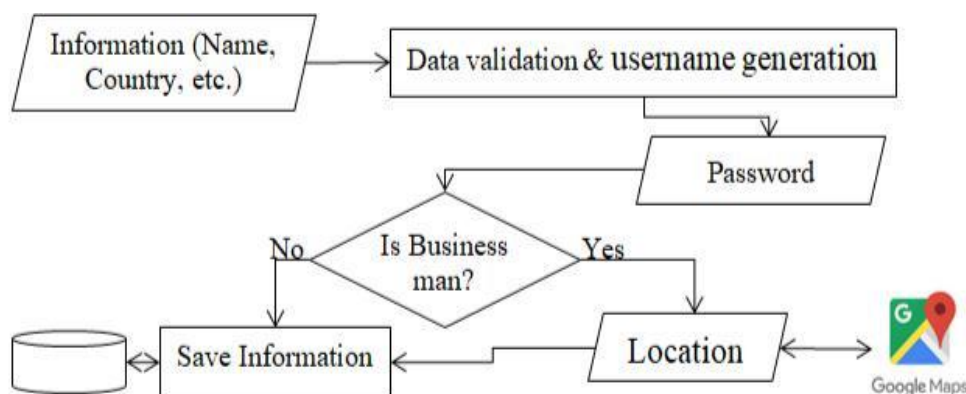 Information (Name,
Country, etc.)
Data validation & username generation
Password
Is Business
man?
No
Yes
Save Information
Location
G
Google Maps